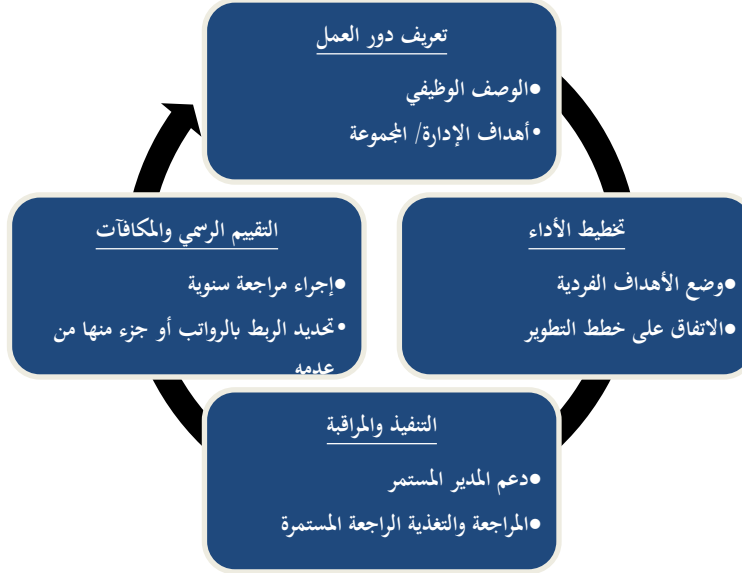 تعريف دور العمل
●الوصف الوظيفي
•أهداف الإدارة/ المجموعة
تخطيط الأداء
●وضع الأهداف الفردية
●الاتفاق على خطط التطوير
التنفيذ والمراقبة
●دعم المدير المستمر
●المراجعة والتغذية الراجعة المستمرة
التقييم الرسمي والمكافآت
●إجراء مراجعة سنوية
•تحديد الربط بالرواتب أو جزء منها من
عدمه